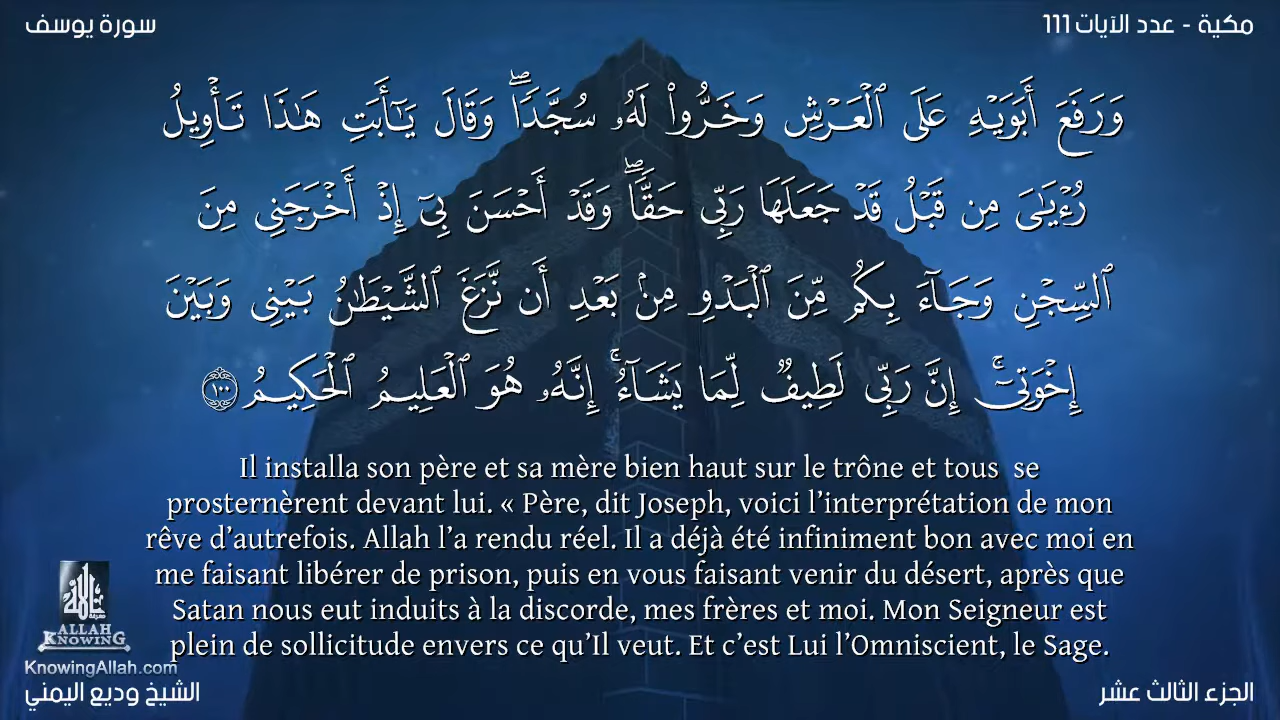 مكية - عدد الآيات 111
سورة يوسف
وَرَفَعَ أَبَوَيْهِ عَلَى ٱلْعَرْشِ وَخَرُّوا۟ لَهُۥ سُجَّدًۭا ۖ وَقَالَ يَـٰٓأَبَتِ هَـٰذَا تَأْوِيلُ
رُءْيَـٰىَ مِن قَبْلُ قَدْ جَعَلَهَا رَبِّى حَقًّۭا ۖ وَقَدْ أَحْسَنَ بِىٓ إِذْ أَخْرَجَنِى مِنَ
ٱلسِّجْنِ وَجَآءَ بِكُم مِّنَ ٱلْبَدْوِ مِنۢ بَعْدِ أَن نَّزَغَ ٱلشَّيْطَـٰنُ بَيْنِى وَبَيْنَ
إِخْوَتِىٓ ۚ إِنَّ رَبِّى لَطِيفٌۭ لِّمَا يَشَآءُ ۚ إِنَّهُۥ هُوَ ٱلْعَلِيمُ ٱلْحَكِيمُ ١٠٠
Il installa son père et sa mère bien haut sur le trône et tous se
prosternèrent devant lui. « Père, dit Joseph, voici l’interprétation de mon
rêve d’autrefois. Allah l’a rendu réel. Il a déjà été infiniment bon avec moi en
me faisant libérer de prison, puis en vous faisant venir du désert, après que
Satan nous eut induits à la discorde, mes frères et moi. Mon Seigneur est
plein de sollicitude envers ce qu’Il veut. Et c’est Lui l’Omniscient, le Sage.
ALLAH
KNOWING
KnowingAllah.com
الجزء الثالث عشر
الشيخ وديع اليمني